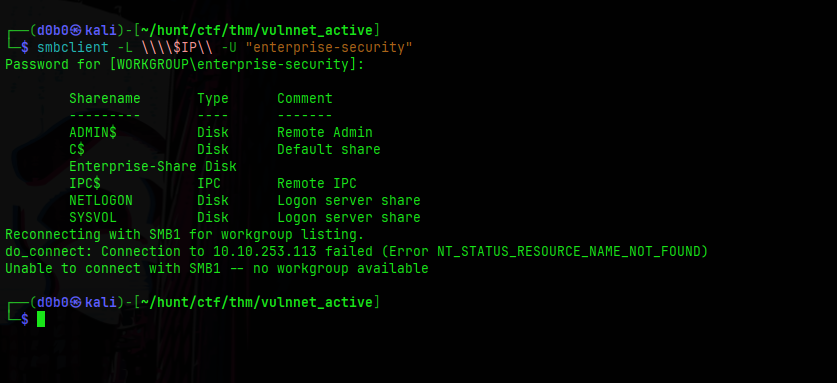 ┌──(d0b0㉿kali)-[~/hunt/ctf/thm/vulnnet_active]
└─$ smbclient -L \\\\$IP\\ -U "enterprise-security"
Password for [WORKGROUP\enterprise-security]:

        Sharename       Type      Comment
        ---------       ----      -------
        ADMIN$          Disk      Remote Admin
        C$              Disk      Default share
        Enterprise-Share Disk
        IPC$            IPC       Remote IPC
        NETLOGON        Disk      Logon server share
        SYSVOL          Disk      Logon server share
Reconnecting with SMB1 for workgroup listing.
do_connect: Connection to 10.10.253.113 failed (Error NT_STATUS_RESOURCE_NAME_NOT_FOUND)
Unable to connect with SMB1 -- no workgroup available

┌──(d0b0㉿kali)-[~/hunt/ctf/thm/vulnnet_active]
└─$